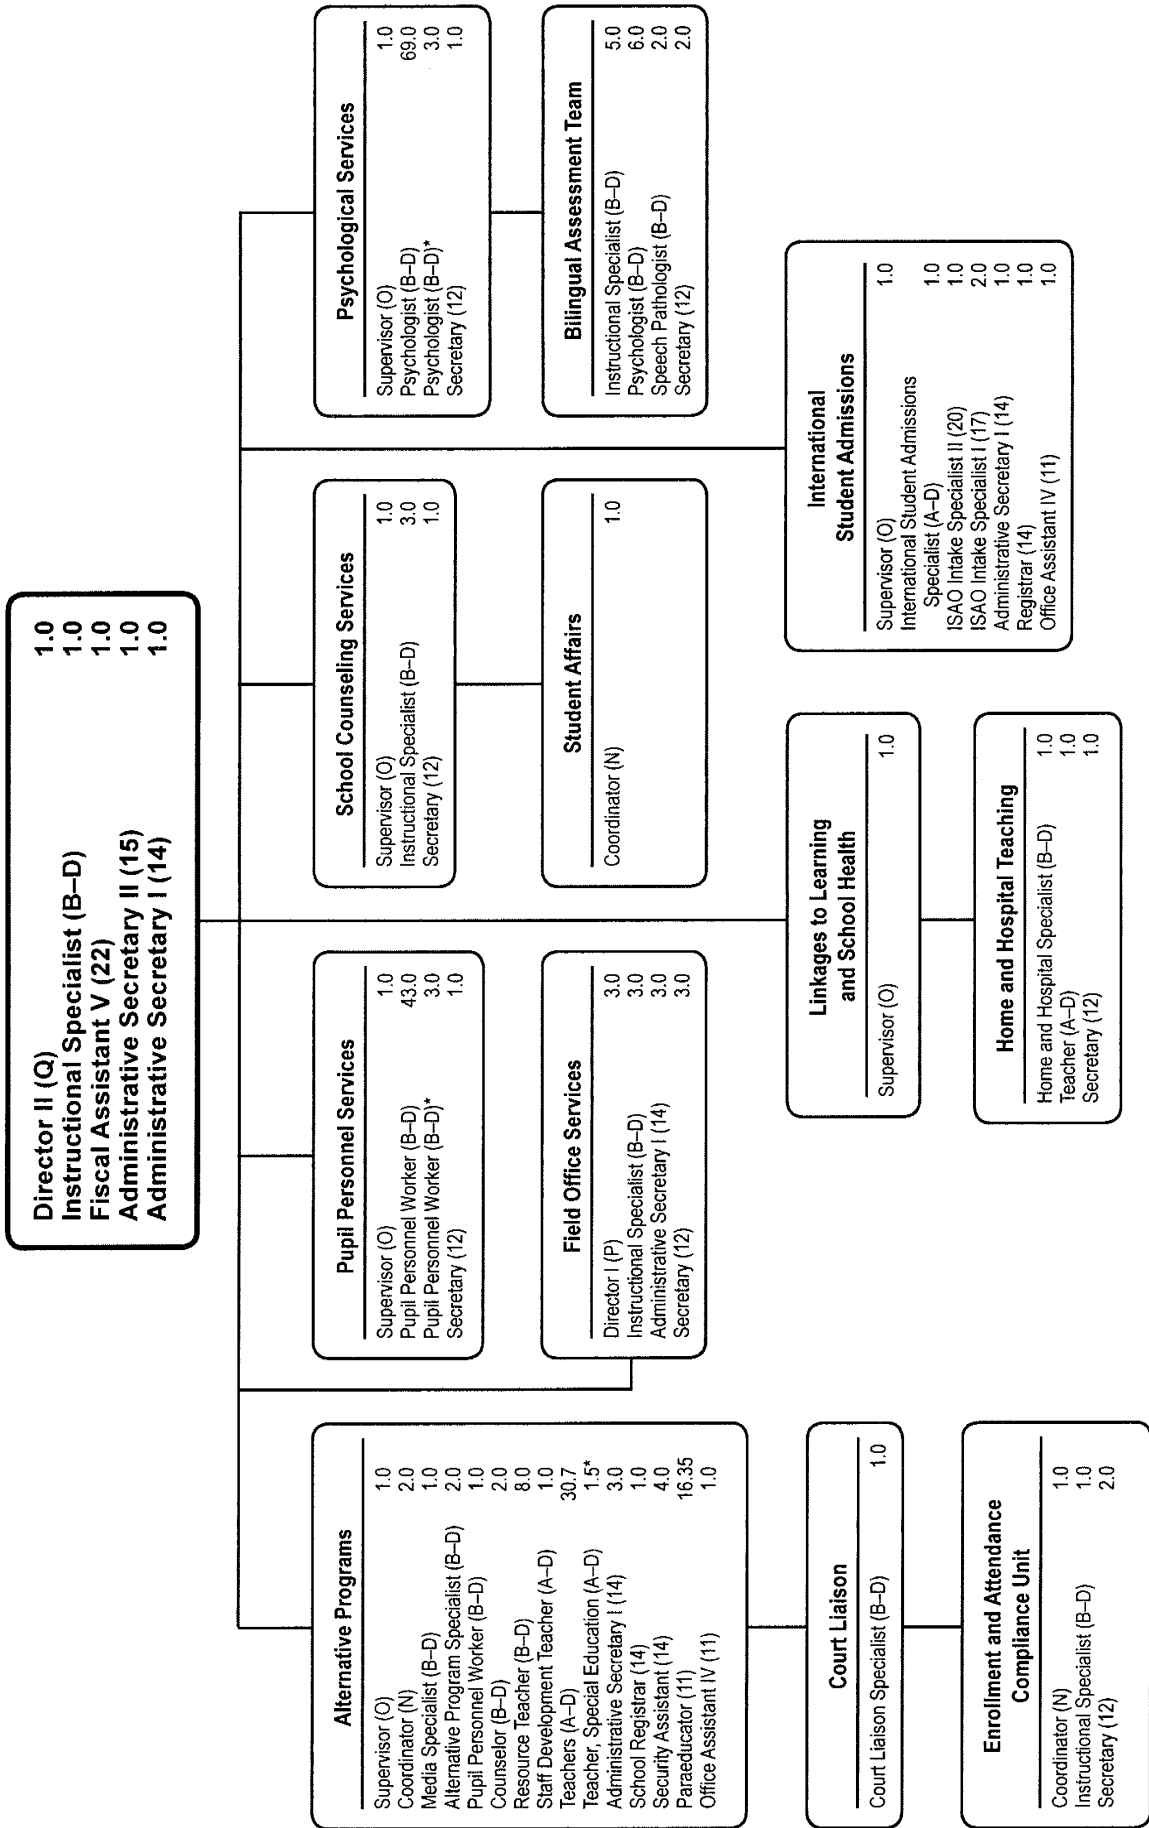 Director II (Q) 1.0
Instructional Specialist (B–D) 1.0
Fiscal Assistant V (22) 1.0
Administrative Secretary II (15) 1.0
Administrative Secretary I (14) 1.0
Alternative Programs
Supervisor (O) 1.0
Coordinator (N) 2.0
Media Specialist (B–D) 1.0
Alternative Program Specialist (B–D) 2.0
Pupil Personnel Worker (B–D) 1.0
Counselor (B–D) 2.0
Resource Teacher (B–D) 8.0
Staff Development Teacher (A–D) 1.0
Teachers (A–D) 30.7
Teacher, Special Education (A–D) 1.5*
Administrative Secretary I (14) 3.0
School Registrar (14) 1.0
Security Assistant (14) 4.0
Paraeducator (11) 16.35
Office Assistant IV (11) 1.0
Court Liaison
Court Liaison Specialist (B–D) 1.0
Enrollment and Attendance
Compliance Unit
Coordinator (N) 1.0
Instructional Specialist (B–D) 1.0
Secretary (12) 2.0
Pupil Personnel Services
Supervisor (O) 1.0
Pupil Personnel Worker (B–D) 43.0
Pupil Personnel Worker (B–D)* 3.0
Secretary (12) 1.0
Field Office Services
Director I (P) 3.0
Instructional Specialist (B–D) 3.0
Administrative Secretary I (14) 3.0
Secretary (12) 3.0
Linkages to Learning
and School Health
Supervisor (O) 1.0
Home and Hospital Teaching
Home and Hospital Specialist (B–D) 1.0
Teacher (A–D) 1.0
Secretary (12) 1.0
School Counseling Services
Supervisor (O) 1.0
Instructional Specialist (B–D) 3.0
Secretary (12) 1.0
Student Affairs
Coordinator (N) 1.0
International
Student Admissions
Supervisor (O) 1.0
International Student Admissions
Specialist (A–D) 1.0
ISAO Intake Specialist II (20) 1.0
ISAO Intake Specialist I (17) 2.0
Administrative Secretary I (14) 1.0
Registrar (14) 1.0
Office Assistant IV (11) 1.0
Psychological Services
Supervisor (O) 1.0
Psychologist (B–D) 69.0
Psychologist (B–D)* 3.0
Secretary (12) 1.0
Bilingual Assessment Team
Instructional Specialist (B–D) 5.0
Psychologist (B–D) 6.0
Speech Pathologist (B–D) 2.0
Secretary (12) 2.0